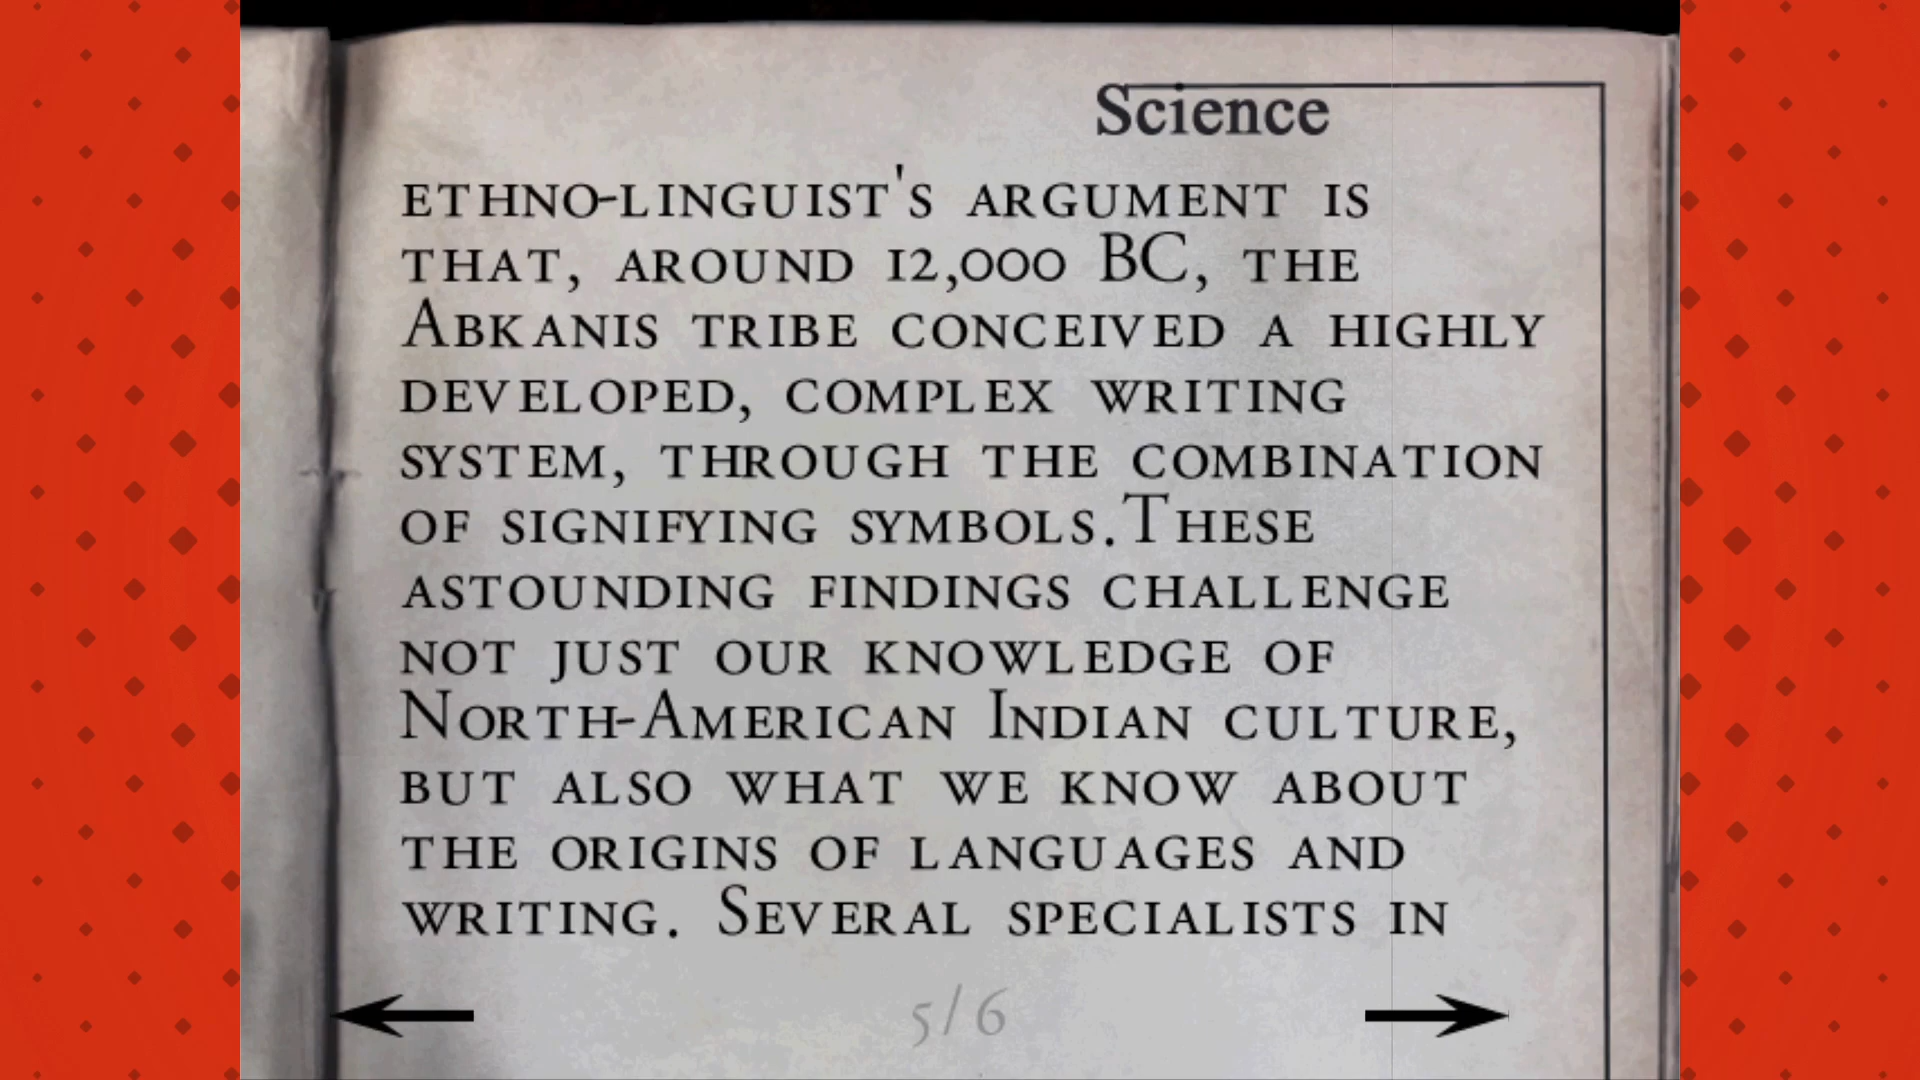 Science
ETHNO-LINGUIST'S ARGUMENT IS
THAT, AROUND 12,000 BC, THE
ABKANIS TRIBE CONCEIVED A HIGHLY
DEVELOPED, COMPLEX WRITING
SYSTEM, THROUGH THE COMBINATION
OF SIGNIFYING SYMBOLS.THESE
ASTOUNDING FINDINGS CHALLENGE
NOT JUST OUR KNOWLEDGE OF
NORTH-AMERICAN INDIAN CULTURE,
BUT ALSO WHAT WE KNOW ABOUT
THE ORIGINS OF LANGUAGES AND
WRITING. SEVERAL SPECIALISTS IN
5/6